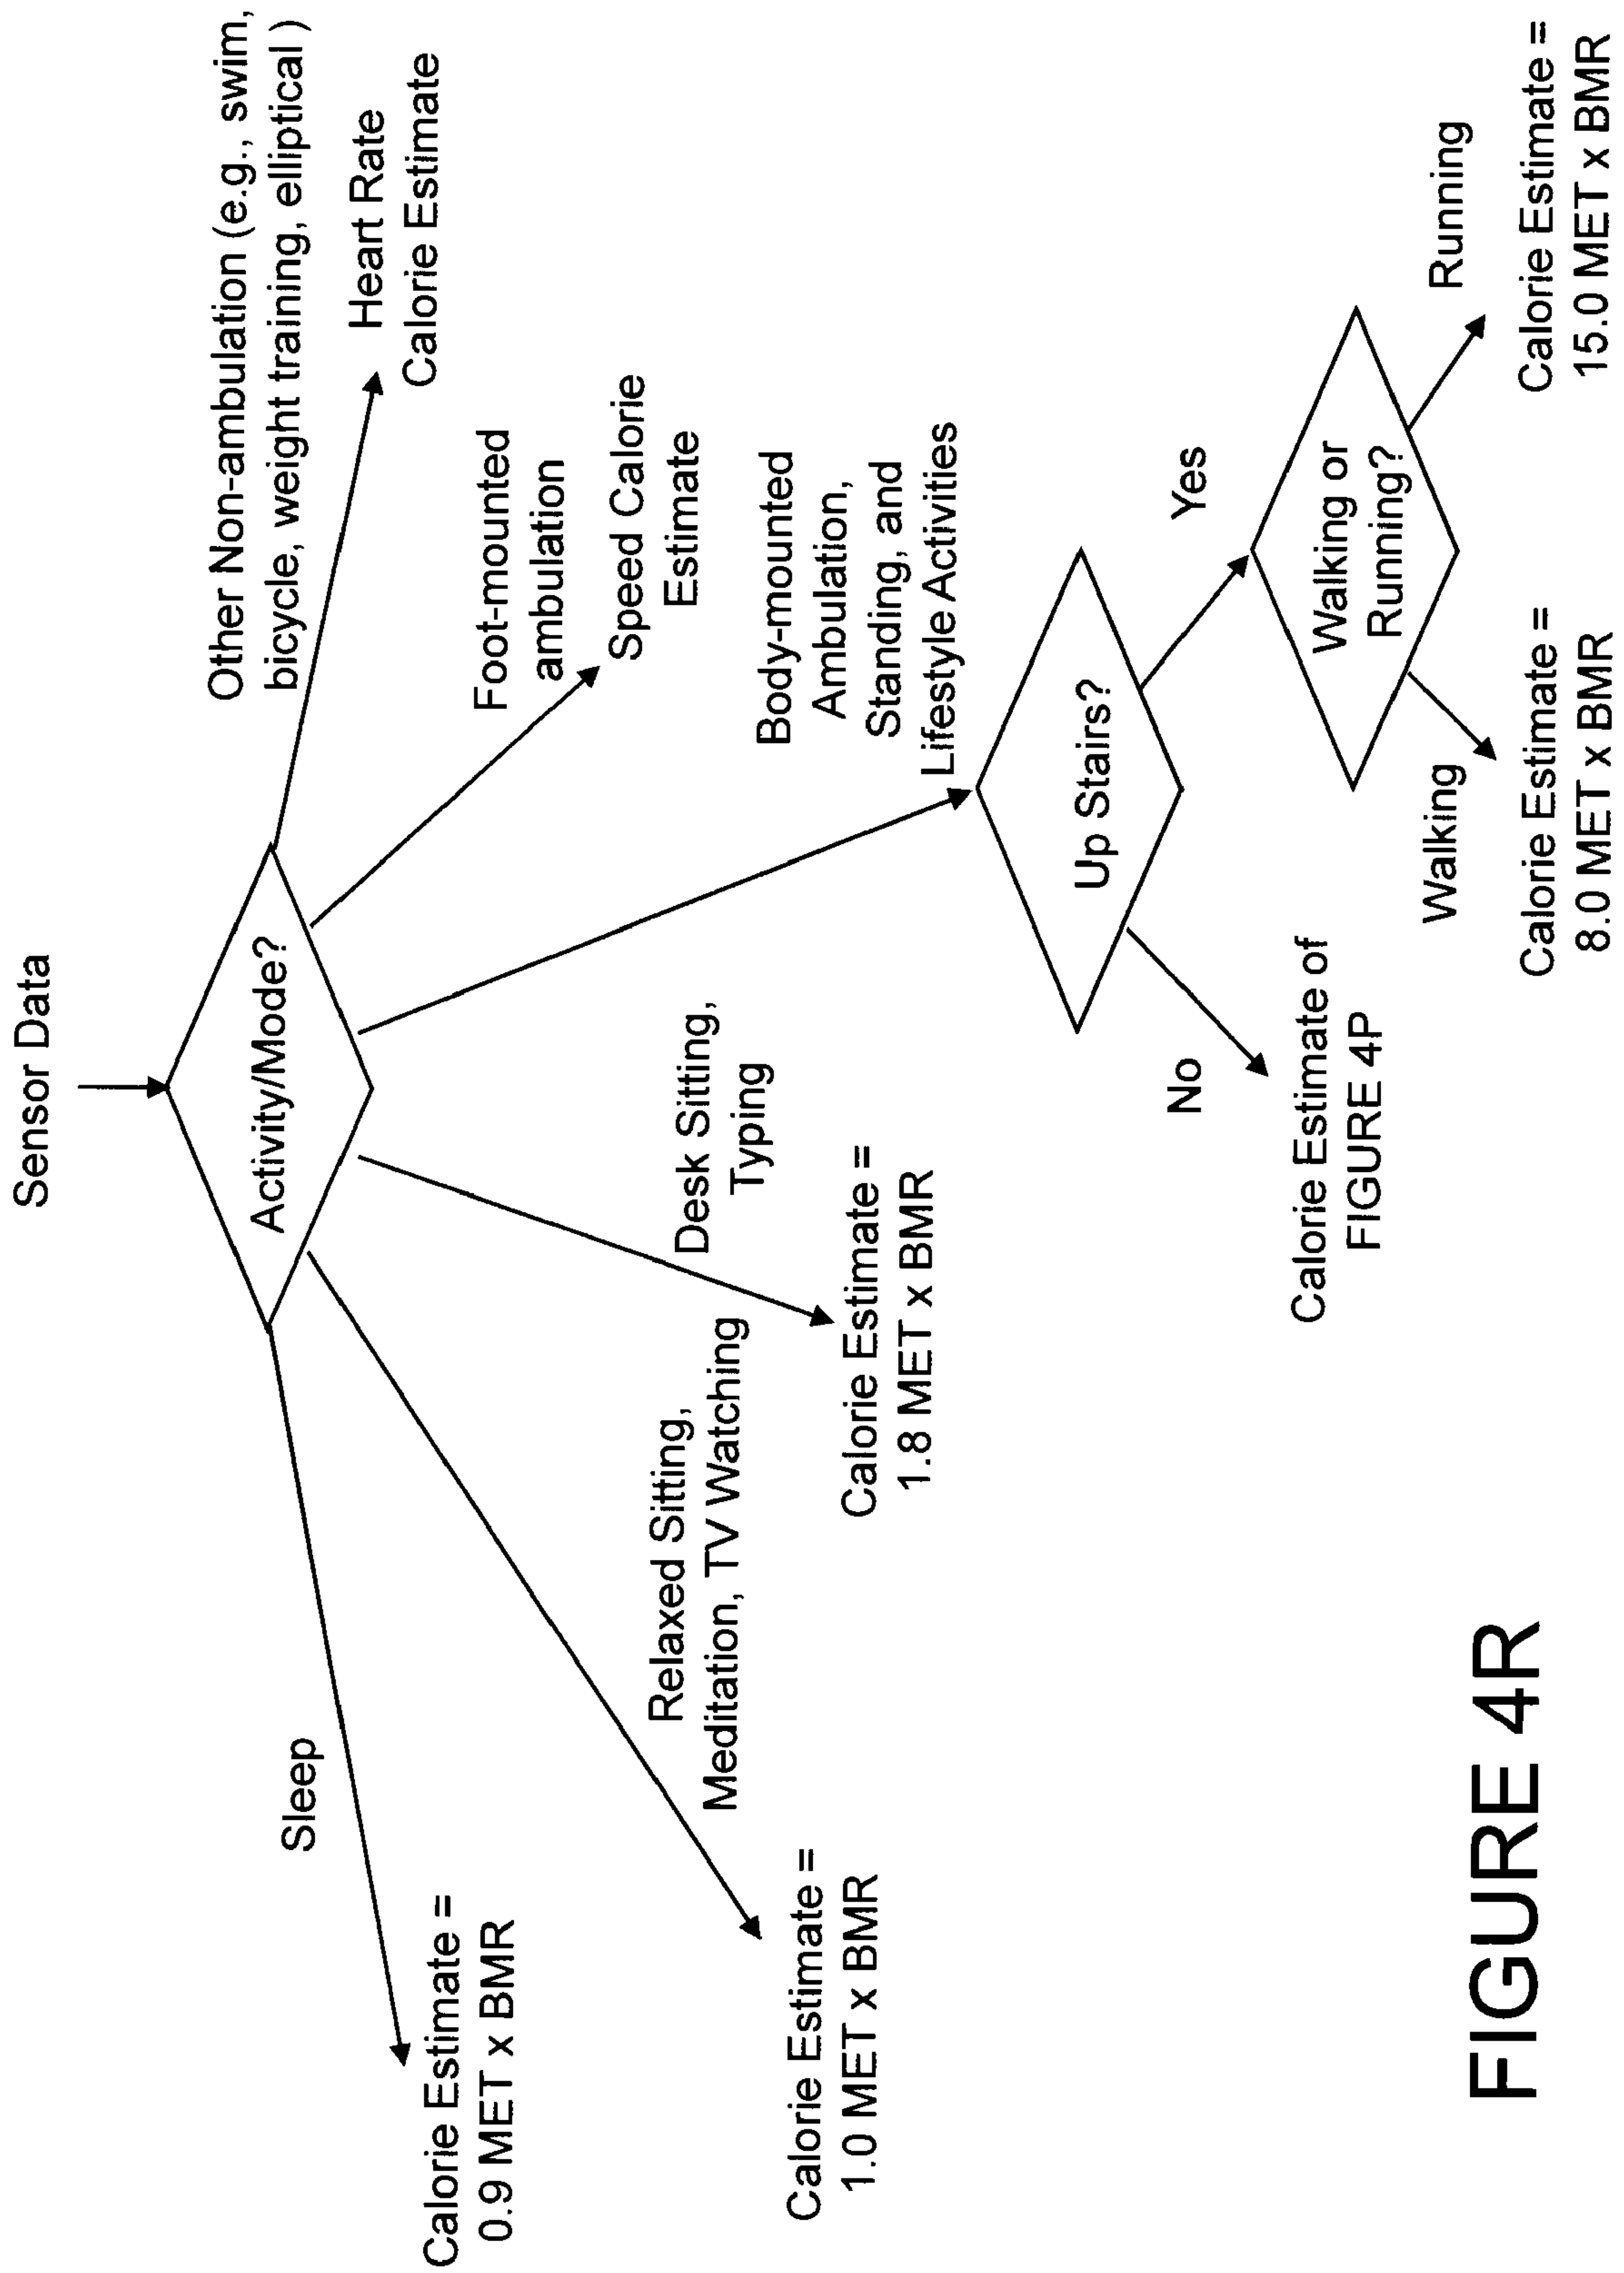 Sensor Data
Activity/Mode?
Sleep
Calorie Estimate =
0.9 MET x BMR
Relaxed Sitting,
Meditation, TV Watching
Calorie Estimate =
1.0 MET x BMR
Desk Sitting,
Typing
Calorie Estimate =
1.8 MET x BMR
Body-mounted
Ambulation,
Standing, and
Lifestyle Activities
Foot-mounted
ambulation
Speed Calorie
Estimate
Other Non-ambulation (e.g., swim,
bicycle, weight training, elliptical )
Heart Rate
Calorie Estimate
Up Stairs?
No
Calorie Estimate of
FIGURE 4P
Yes
Walking or
Running?
Walking
Calorie Estimate =
8.0 MET x BMR
Running
Calorie Estimate =
15.0 MET x BMR
FIGURE 4R